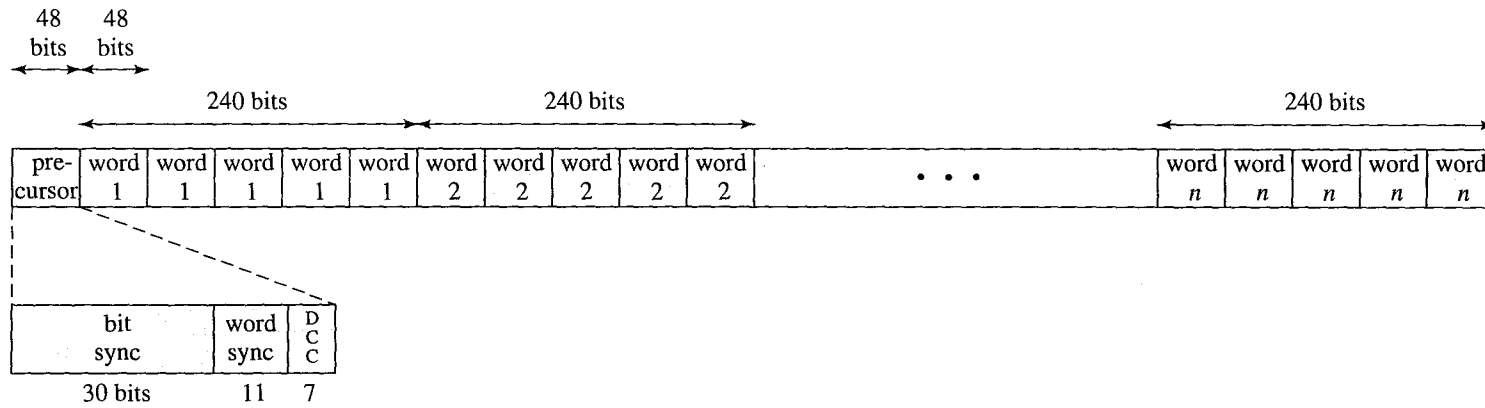 48 48
bits bits
240 bits 240 bits 240 bits
pre- word word word word word word word word word word word word word word word
cursor 1 1 1 1 1 2 2 2 2 2 • • • n n n n n
bit word D
sync sync C
C
30 bits 11 7